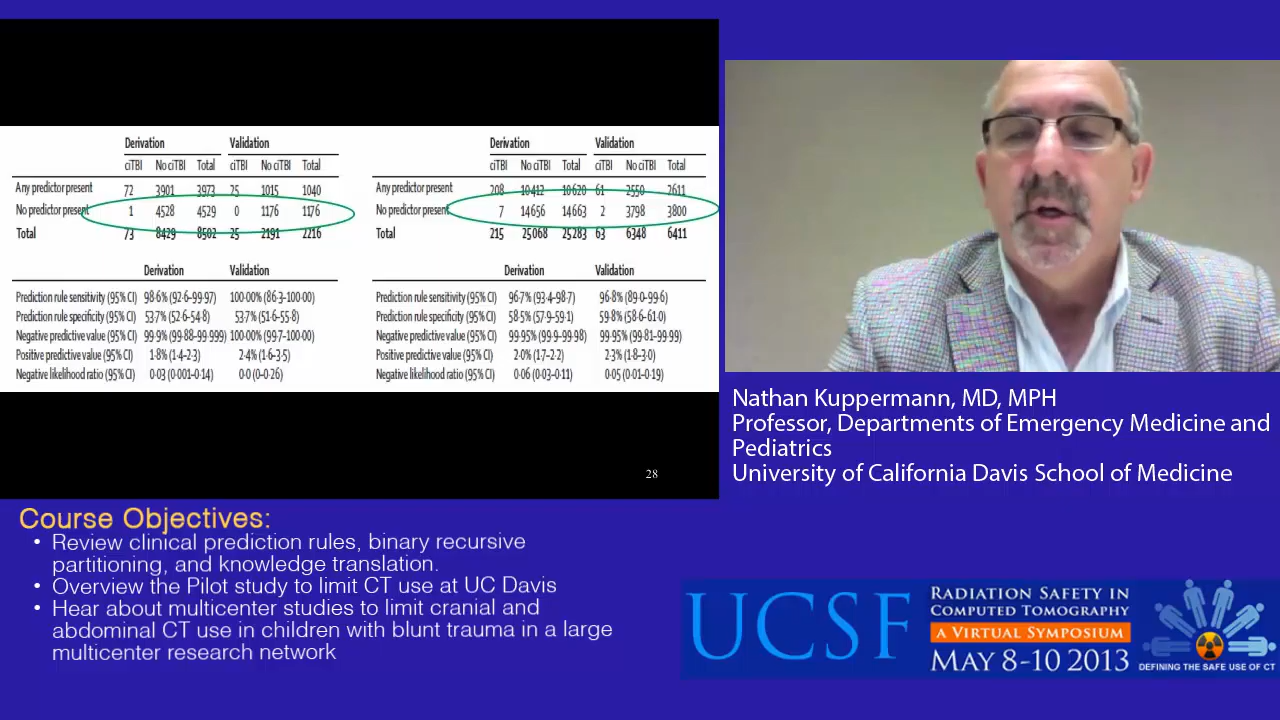 Derivation Validation
ciTBI No ciTBI Total ciTBI No ciTBI Total
Any predictor present 72 3901 3973 25 1015 1040
No predictor present 1 4528 4529 0 1176 1176
Total 73 8429 8502 25 2191 2216
Derivation Validation
Prediction rule sensitivity (95% CI) 98·6% (92·6–99·97) 100·00% (86·3–100·00)
Prediction rule specificity (95% CI) 53·7% (52·6–54·8) 53·7% (51·6–55·8)
Negative predictive value (95% CI) 99·9% (99·88–99·999) 100·00% (99·7–100·00)
Positive predictive value (95% CI) 1·8% (1·4–2·3) 2·4% (1·6–3·5)
Negative likelihood ratio (95% CI) 0·03 (0·001–0·14) 0·0 (0–0·26)
Derivation Validation
ciTBI No ciTBI Total ciTBI No ciTBI Total
Any predictor present 208 10412 10620 61 2550 2611
No predictor present 7 14656 14663 2 3798 3800
Total 215 25068 25283 63 6348 6411
Derivation Validation
Prediction rule sensitivity (95% CI) 96·7% (93·4–98·7) 96·8% (89·0–99·6)
Prediction rule specificity (95% CI) 58·5% (57·9–59·1) 59·8% (58·6–61·0)
Negative predictive value (95% CI) 99·95% (99·9–99·98) 99·95% (99·81–99·99)
Positive predictive value (95% CI) 2·0% (1·7–2·2) 2·3% (1·8–3·0)
Negative likelihood ratio (95% CI) 0·06 (0·03–0·11) 0·05 (0·01–0·19)
28
Nathan Kuppermann, MD, MPH
Professor, Departments of Emergency Medicine and
Pediatrics
University of California Davis School of Medicine
Course Objectives:
• Review clinical prediction rules, binary recursive
partitioning, and knowledge translation.
• Overview the Pilot study to limit CT use at UC Davis
• Hear about multicenter studies to limit cranial and
abdominal CT use in children with blunt trauma in a large
multicenter research network
UCSF
RADIATION SAFETY IN
COMPUTED TOMOGRAPHY
A VIRTUAL SYMPOSIUM
MAY 8-10 2013
DEFINING THE SAFE USE OF CT